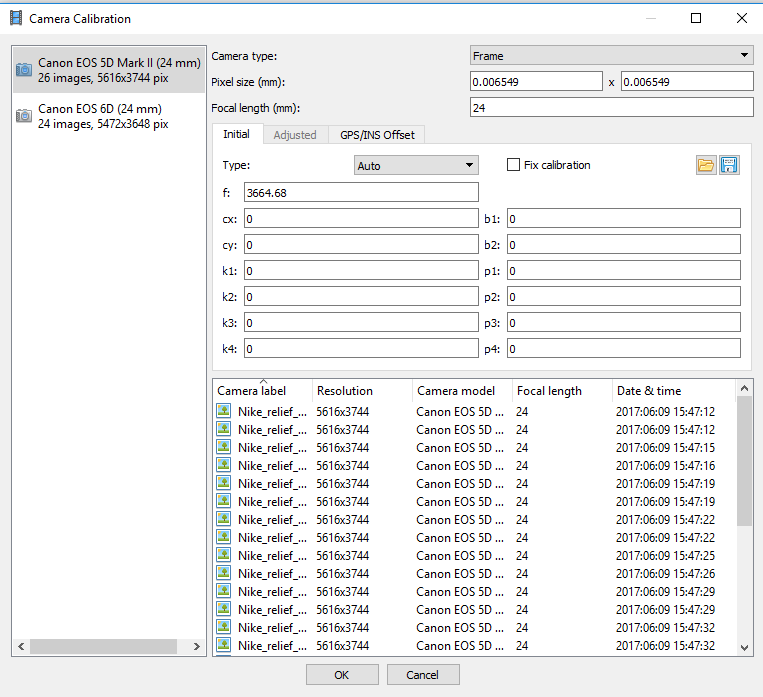 Camera Calibration
Canon EOS 5D Mark II (24 mm)
26 images, 5616x3744 pix
Canon EOS 6D (24 mm)
24 images, 5472x3648 pix
Camera type: Frame
Pixel size (mm): 0.006549 x 0.006549
Focal length (mm): 24
Initial Adjusted GPS/INS Offset
Type: Auto Fix calibration
f: 3664.68
cx: 0 b1: 0
cy: 0 b2: 0
k1: 0 p1: 0
k2: 0 p2: 0
k3: 0 p3: 0
k4: 0 p4: 0
Camera label Resolution Camera model Focal length Date & time
Nike_relief_... 5616x3744 Canon EOS 5D ... 24 2017:06:09 15:47:12
Nike_relief_... 5616x3744 Canon EOS 5D ... 24 2017:06:09 15:47:12
Nike_relief_... 5616x3744 Canon EOS 5D ... 24 2017:06:09 15:47:15
Nike_relief_... 5616x3744 Canon EOS 5D ... 24 2017:06:09 15:47:16
Nike_relief_... 5616x3744 Canon EOS 5D ... 24 2017:06:09 15:47:19
Nike_relief_... 5616x3744 Canon EOS 5D ... 24 2017:06:09 15:47:19
Nike_relief_... 5616x3744 Canon EOS 5D ... 24 2017:06:09 15:47:22
Nike_relief_... 5616x3744 Canon EOS 5D ... 24 2017:06:09 15:47:22
Nike_relief_... 5616x3744 Canon EOS 5D ... 24 2017:06:09 15:47:25
Nike_relief_... 5616x3744 Canon EOS 5D ... 24 2017:06:09 15:47:26
Nike_relief_... 5616x3744 Canon EOS 5D ... 24 2017:06:09 15:47:29
Nike_relief_... 5616x3744 Canon EOS 5D ... 24 2017:06:09 15:47:29
Nike_relief_... 5616x3744 Canon EOS 5D ... 24 2017:06:09 15:47:32
Nike_relief_... 5616x3744 Canon EOS 5D ... 24 2017:06:09 15:47:32
OK Cancel